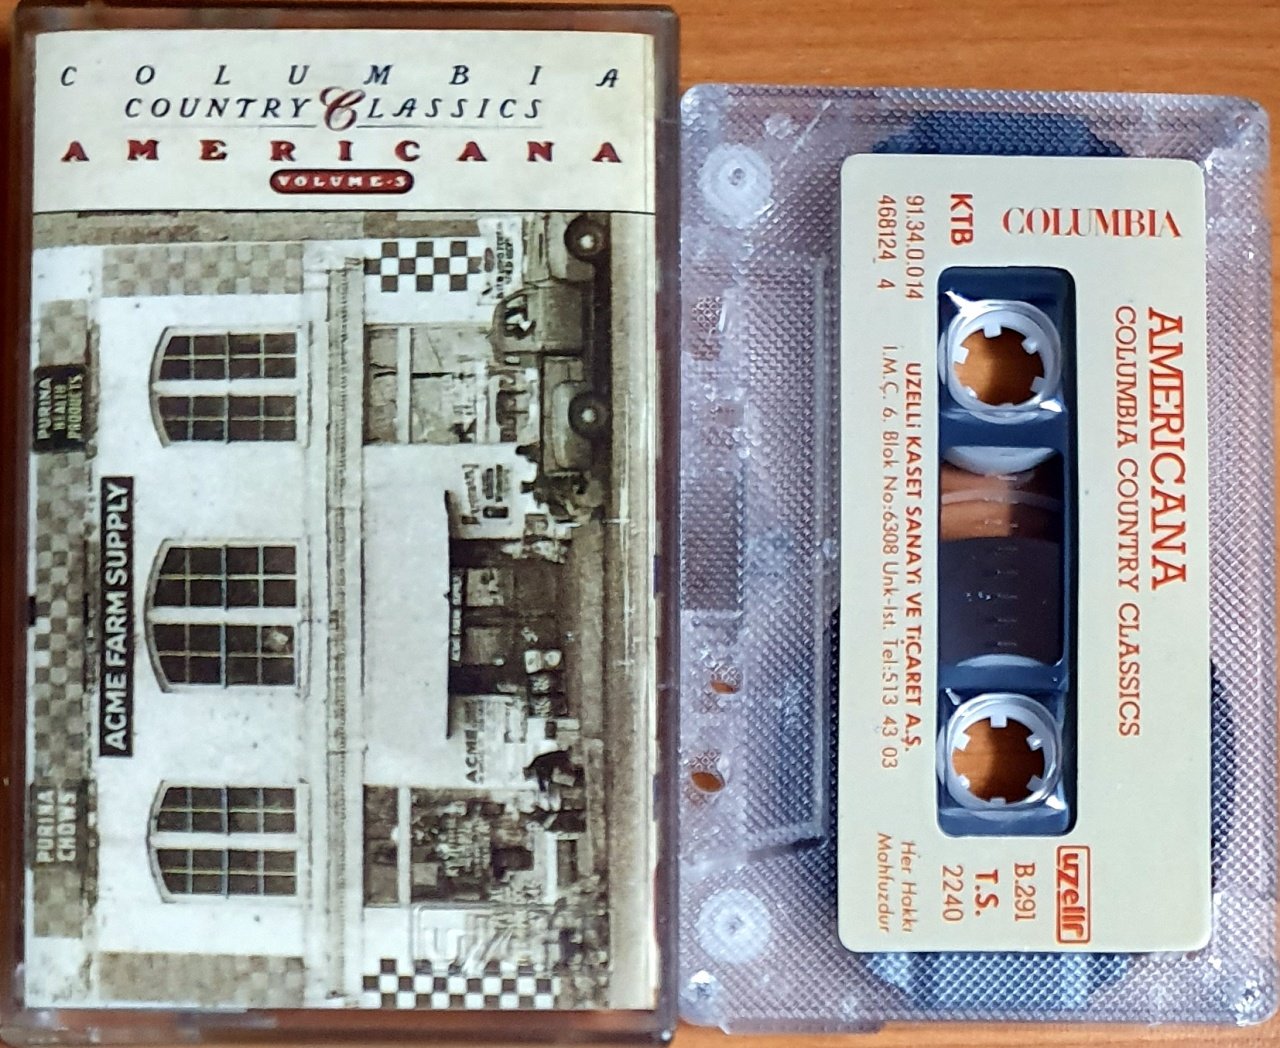 COLUMBIA
COUNTRY CLASSICS
AMERICANA
VOLUME-3
PURINA
HEALTH
PRODUCTS
ACME FARM SUPPLY
PURINA
CHOWS
ACME
COLUMBIA
AMERICANA
COLUMBIA COUNTRY CLASSICS
KTB
91.34.0.014
468124 4
UZELLİ KASET SANAYİ VE TİCARET A.Ş.
İ.M.Ç. 6. Blok No:6308 Unk-İst. Tel:513 43 03
uzelli
B.291
T.S.
2240
Her Hakkı
Mahfuzdur